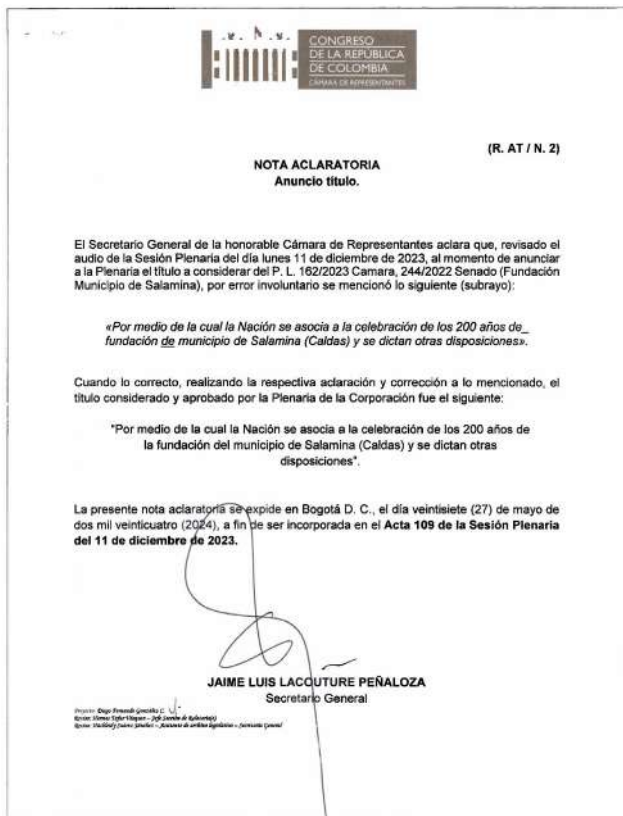 CONGRESO
DE LA REPÚBLICA
DE COLOMBIA
CÁMARA DE REPRESENTANTES
(R. AT / N. 2)
NOTA ACLARATORIA
Anuncio título.
El Secretario General de la honorable Cámara de Representantes aclara que, revisado el
audio de la Sesión Plenaria del día lunes 11 de diciembre de 2023, al momento de anunciar
a la Plenaria el título a considerar del P. L. 162/2023 Camara, 244/2022 Senado (Fundación
Municipio de Salamina), por error involuntario se mencionó lo siguiente (subrayo):
«Por medio de la cual la Nación se asocia a la celebración de los 200 años de_
fundación de municipio de Salamina (Caldas) y se dictan otras disposiciones».
Cuando lo correcto, realizando la respectiva aclaración y corrección a lo mencionado, el
título considerado y aprobado por la Plenaria de la Corporación fue el siguiente:
"Por medio de la cual la Nación se asocia a la celebración de los 200 años de
la fundación del municipio de Salamina (Caldas) y se dictan otras
disposiciones".
La presente nota aclaratoria se expide en Bogotá D. C., el día veintisiete (27) de mayo de
dos mil veinticuatro (2024), a fin de ser incorporada en el Acta 109 de la Sesión Plenaria
del 11 de diciembre de 2023.
JAIME LUIS LACOUTURE PEÑALOZA
Secretario General
Proyecto: Diego Fernando González C.